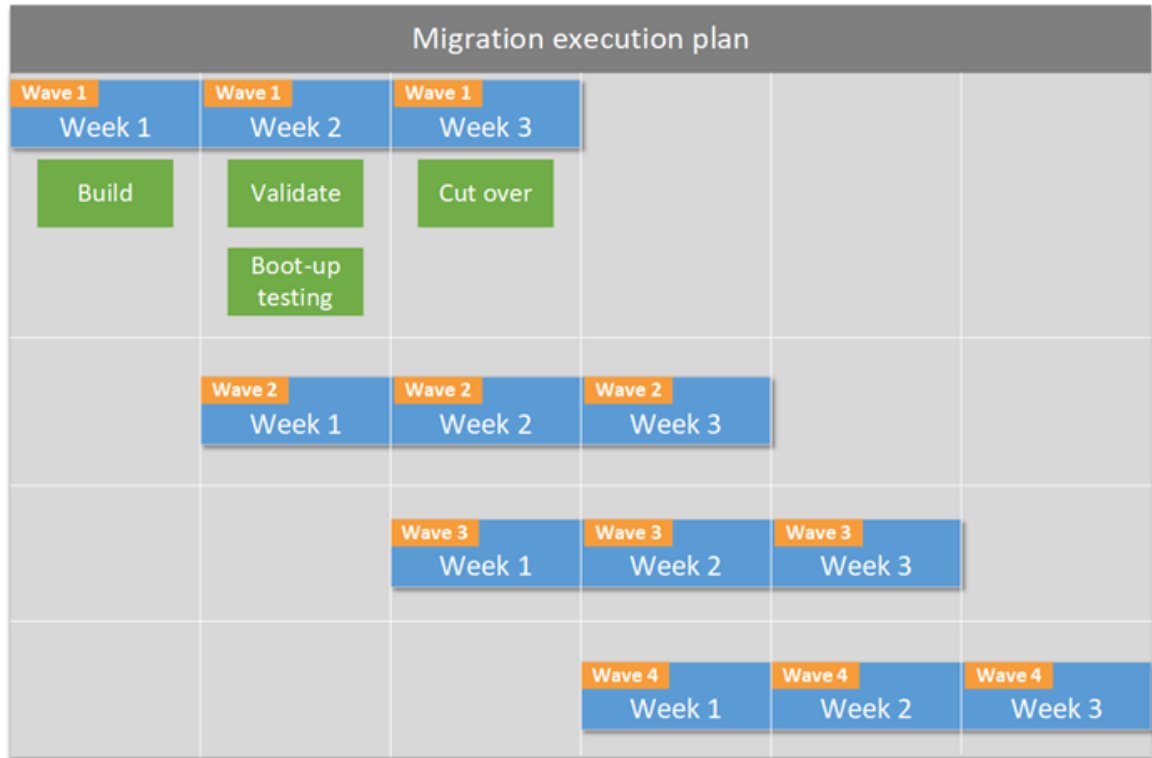 Migration execution plan
Wave 1
Week 1
Wave 1
Week 2
Wave 1
Week 3
Build
Validate
Cut over
Boot-up
testing
Wave 2
Week 1
Wave 2
Week 2
Wave 2
Week 3
Wave 3
Week 1
Wave 3
Week 2
Wave 3
Week 3
Wave 4
Week 1
Wave 4
Week 2
Wave 4
Week 3